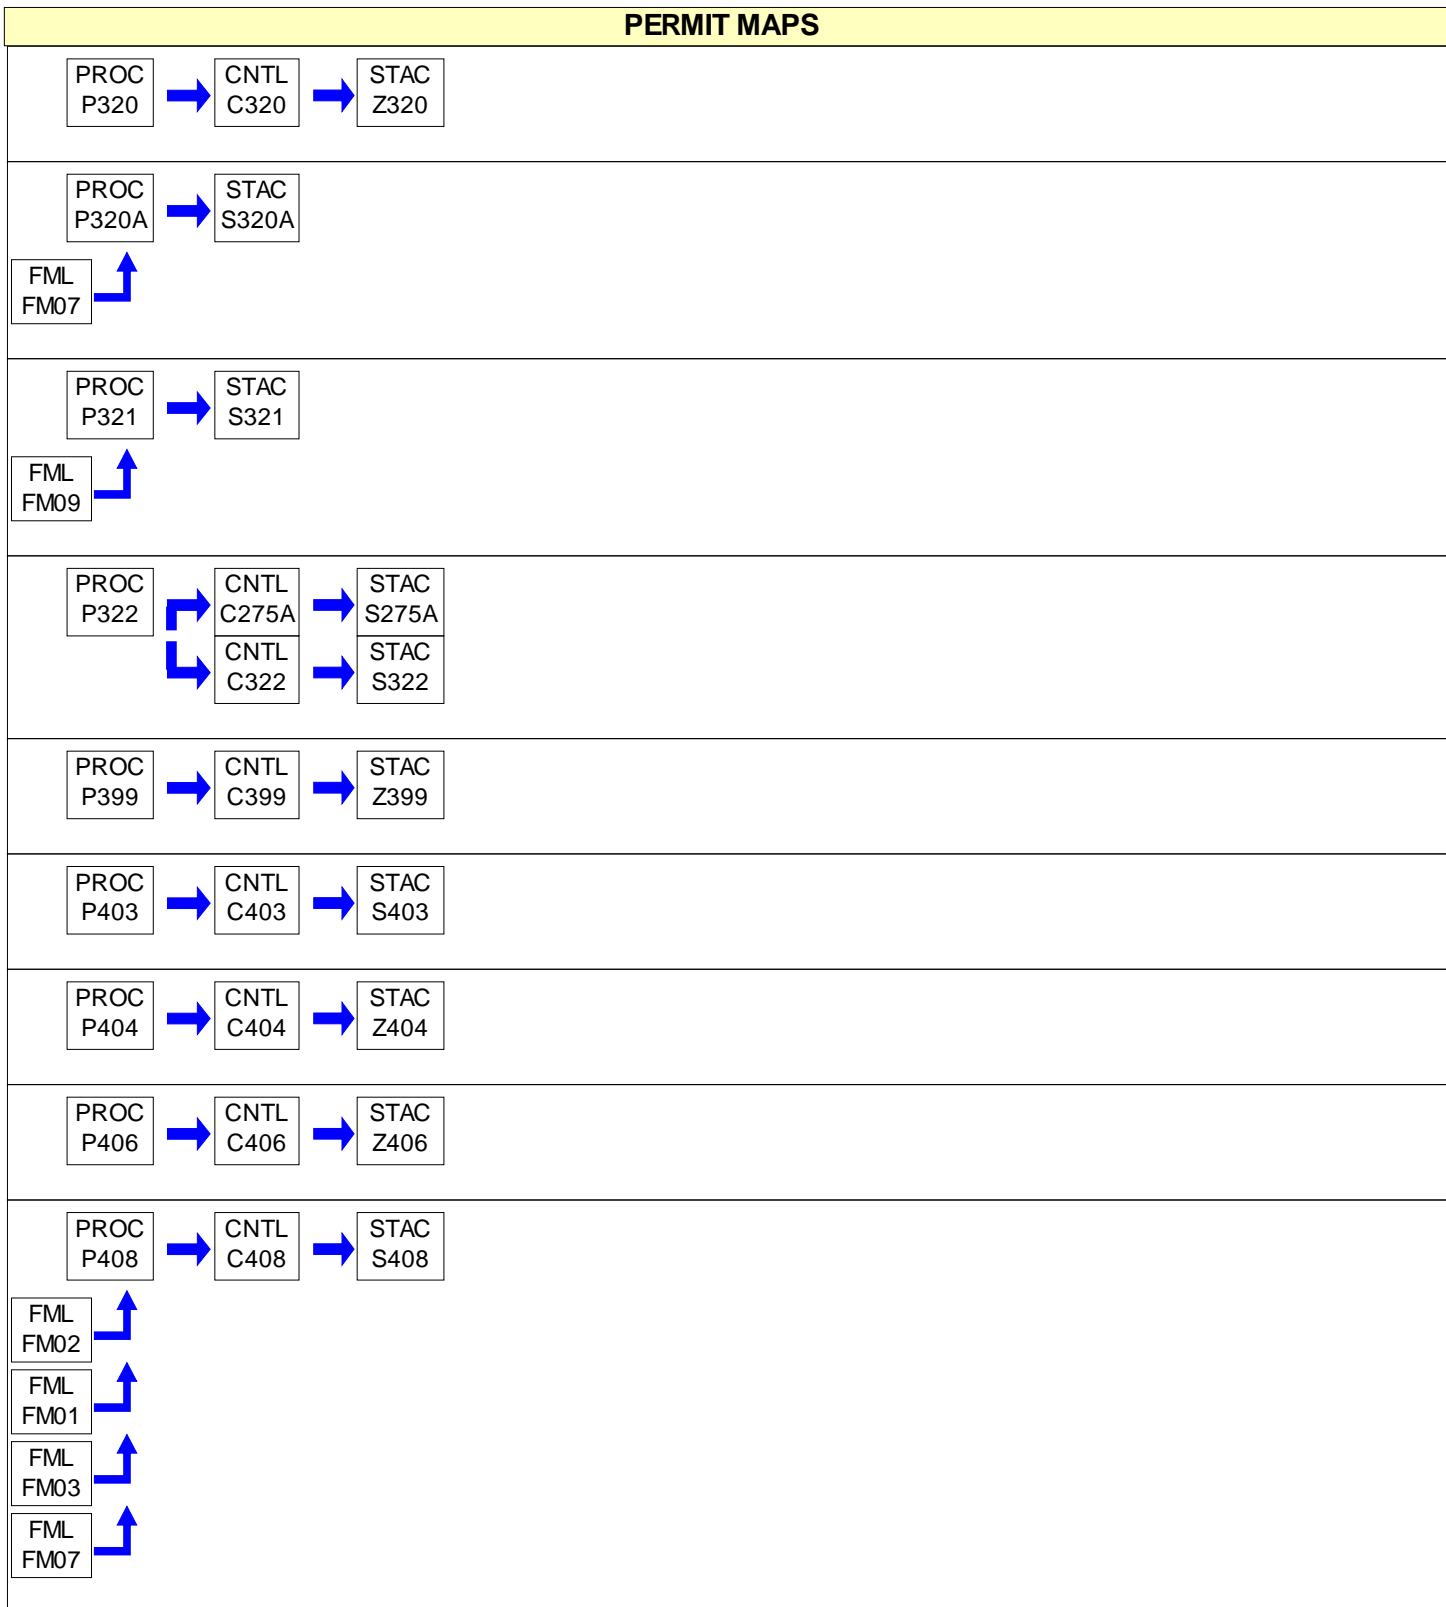 PERMIT MAPS
PROC
P320
CNTL
C320
STAC
Z320
PROC
P320A
STAC
S320A
FML
FM07
PROC
P321
STAC
S321
FML
FM09
PROC
P322
CNTL
C275A
STAC
S275A
CNTL
C322
STAC
S322
PROC
P399
CNTL
C399
STAC
Z399
PROC
P403
CNTL
C403
STAC
S403
PROC
P404
CNTL
C404
STAC
Z404
PROC
P406
CNTL
C406
STAC
Z406
PROC
P408
CNTL
C408
STAC
S408
FML
FM02
FML
FM01
FML
FM03
FML
FM07